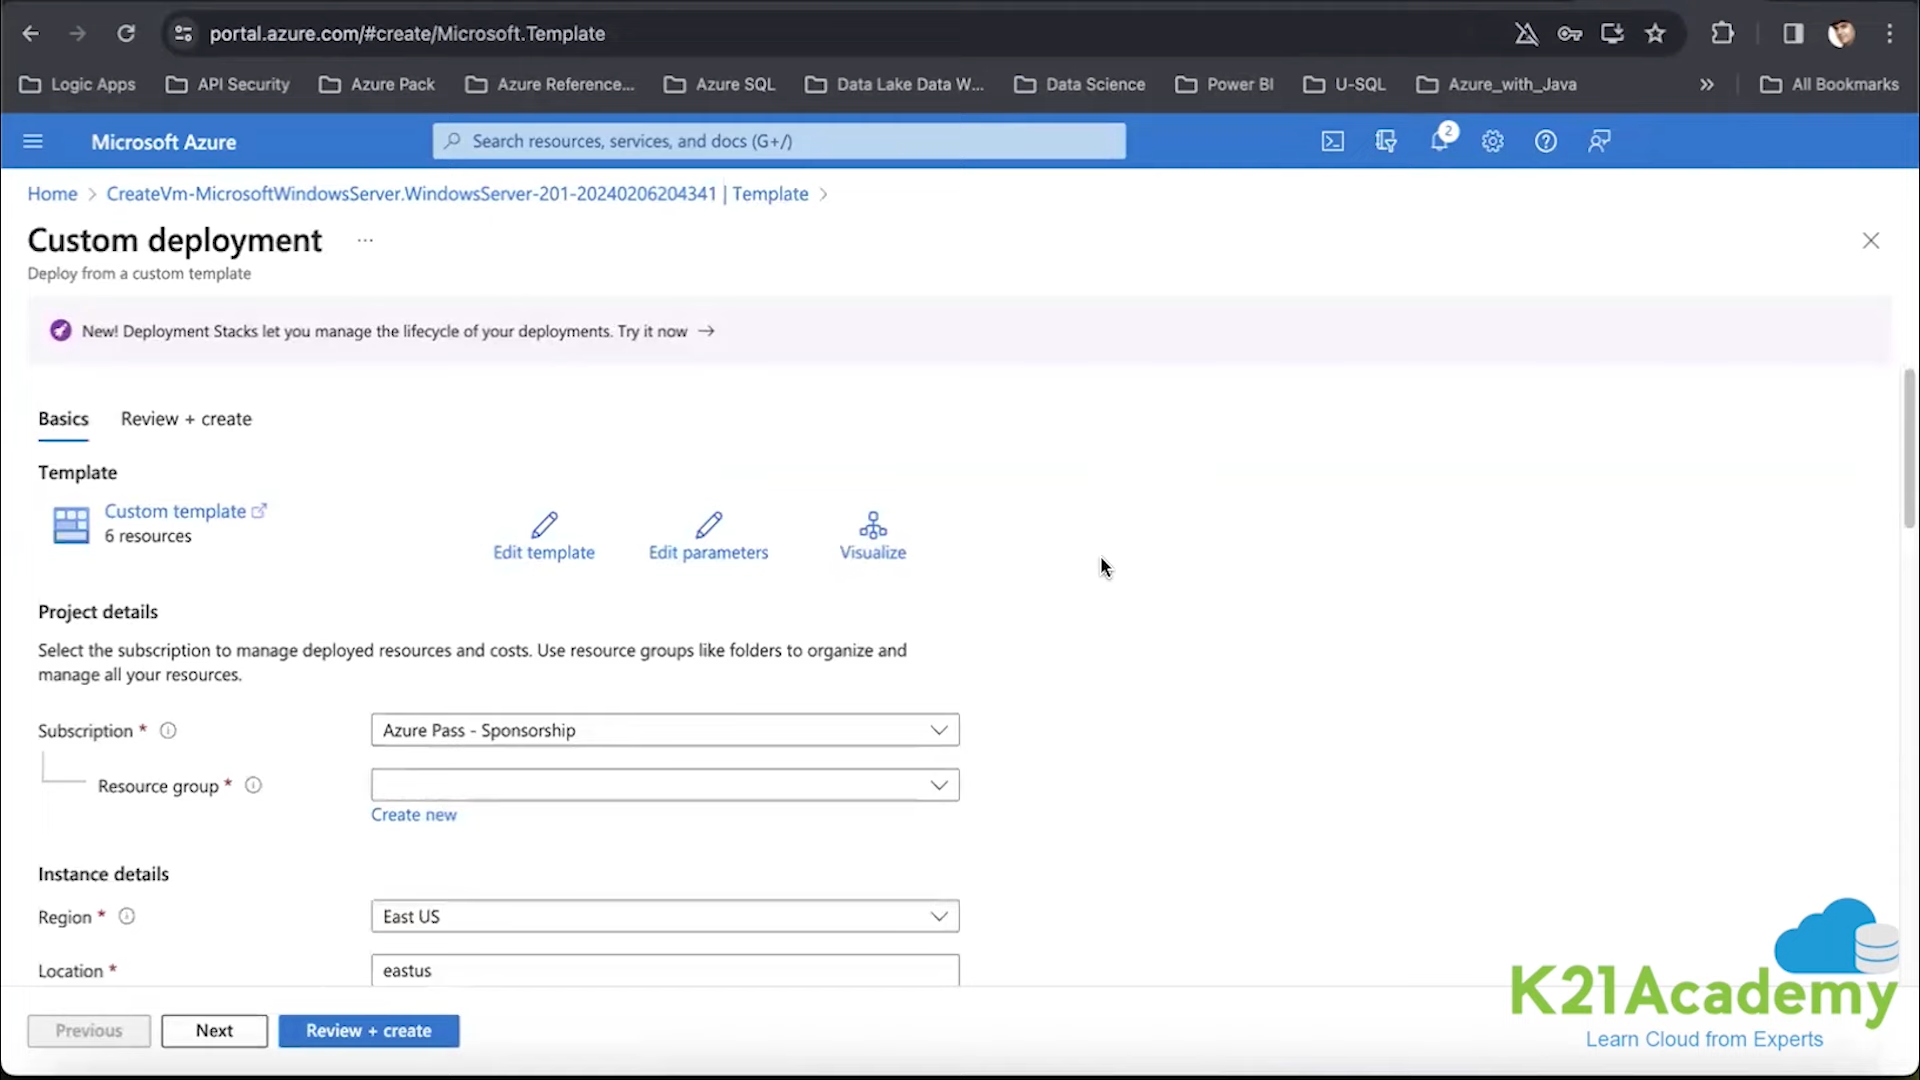 portal.azure.com/#create/Microsoft.Template
Logic Apps API Security Azure Pack Azure Reference... Azure SQL Data Lake Data W... Data Science Power BI U-SQL Azure_with_Java » All Bookmarks
Microsoft Azure Search resources, services, and docs (G+/) 2
Home > CreateVm-MicrosoftWindowsServer.WindowsServer-201-20240206204341 | Template >
Custom deployment ...
Deploy from a custom template
New! Deployment Stacks let you manage the lifecycle of your deployments. Try it now →
Basics Review + create
Template
Custom template
6 resources
Edit template Edit parameters Visualize
Project details
Select the subscription to manage deployed resources and costs. Use resource groups like folders to organize and
manage all your resources.
Subscription * Azure Pass - Sponsorship
Resource group *
Create new
Instance details
Region * East US
Location * eastus
Previous Next Review + create
K21Academy
Learn Cloud from Experts